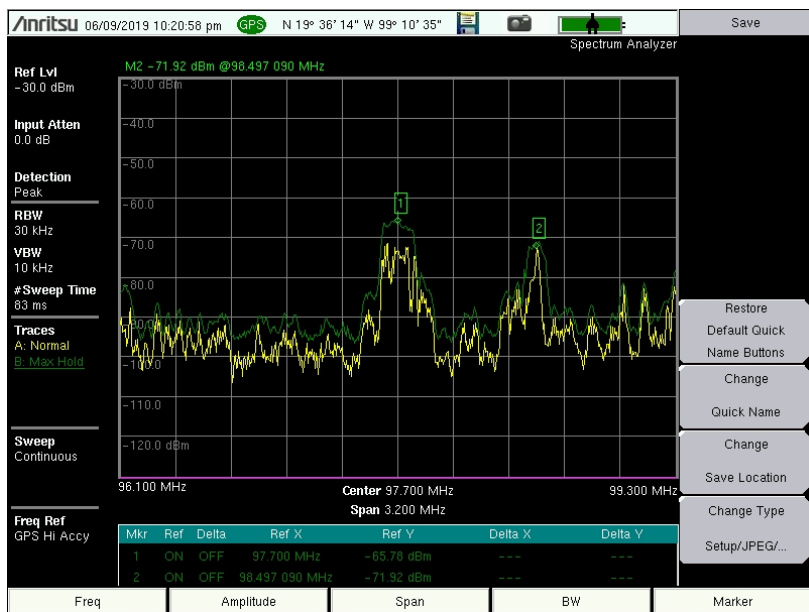 Anritsu 06/09/2019 10:20:58 pm GPS N 19° 36' 14" W 99° 10' 35" Save
Spectrum Analyzer
M2 -71.92 dBm @98.497 090 MHz
Ref Lvl
-30.0 dBm
Input Atten
0.0 dB
Detection
Peak
RBW
30 kHz
VBW
10 kHz
#Sweep Time
83 ms
Traces
A: Normal
B: Max Hold
Sweep
Continuous
Freq Ref
GPS Hi Accy
-30.0 dBm
-40.0
-50.0
-60.0
-70.0
-80.0
-90.0
-100.0
-110.0
-120.0 dBm
1
2
96.100 MHz Center 97.700 MHz 99.300 MHz
Span 3.200 MHz
Mkr Ref Delta Ref X Ref Y Delta X Delta Y
1 ON OFF 97.700 MHz -65.78 dBm --- ---
2 ON OFF 98.497 090 MHz -71.92 dBm --- ---
Restore
Default Quick
Name Buttons
Change
Quick Name
Change
Save Location
Change Type
Setup/JPEG/...
Freq Amplitude Span BW Marker